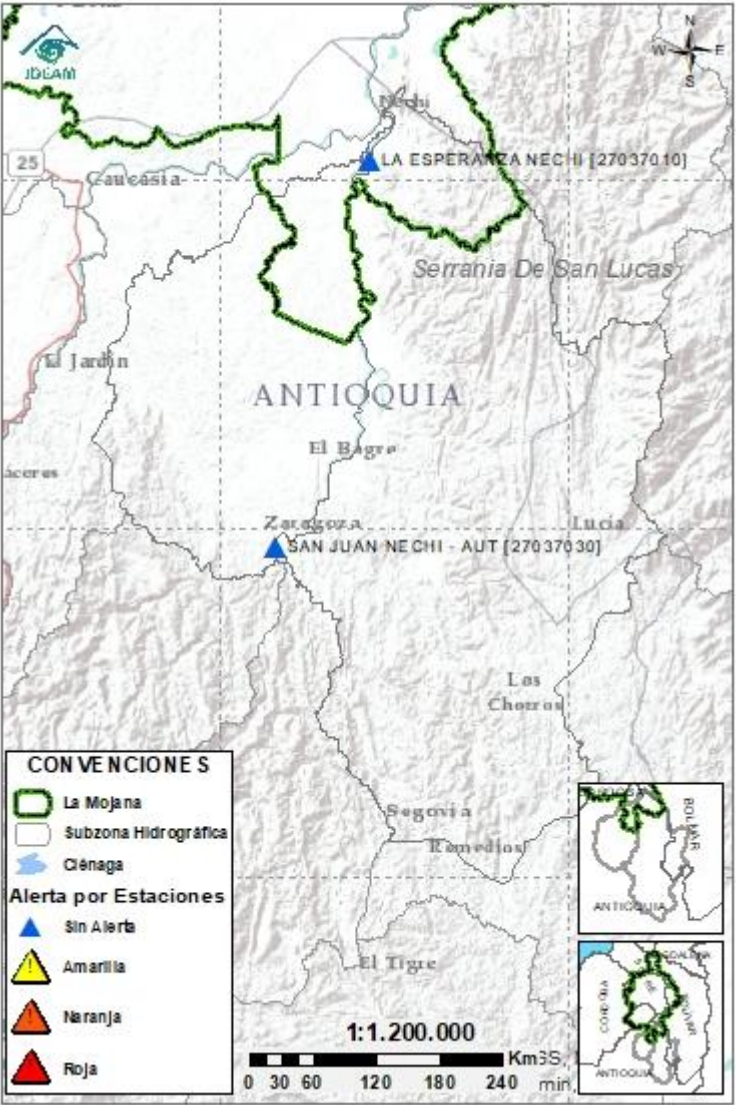 N
W E
S
IDEAM
Nechi
LA ESPERANZA NECHI [27037010]
25
Caucasia
Serrania De San Lucas
El Jardin
ANTIOQUIA
El Bagre
aceres
Zaragoza
Lucia
SAN JUAN NECHI - AUT [27037030]
Los
Chorros
Segovia
Remedios
El Tigre
CONVENCIONES
La Mojana
Subzona Hidrográfica
Ciénaga
Alerta por Estaciones
Sin Alerta
Amarilla
Naranja
Roja
1:1.200.000
Km
0 30 60 120 180 240 min
BOLIVAR
ANTIOQUIA
CORDOBA
BOLIVAR
ANTIOQUIA